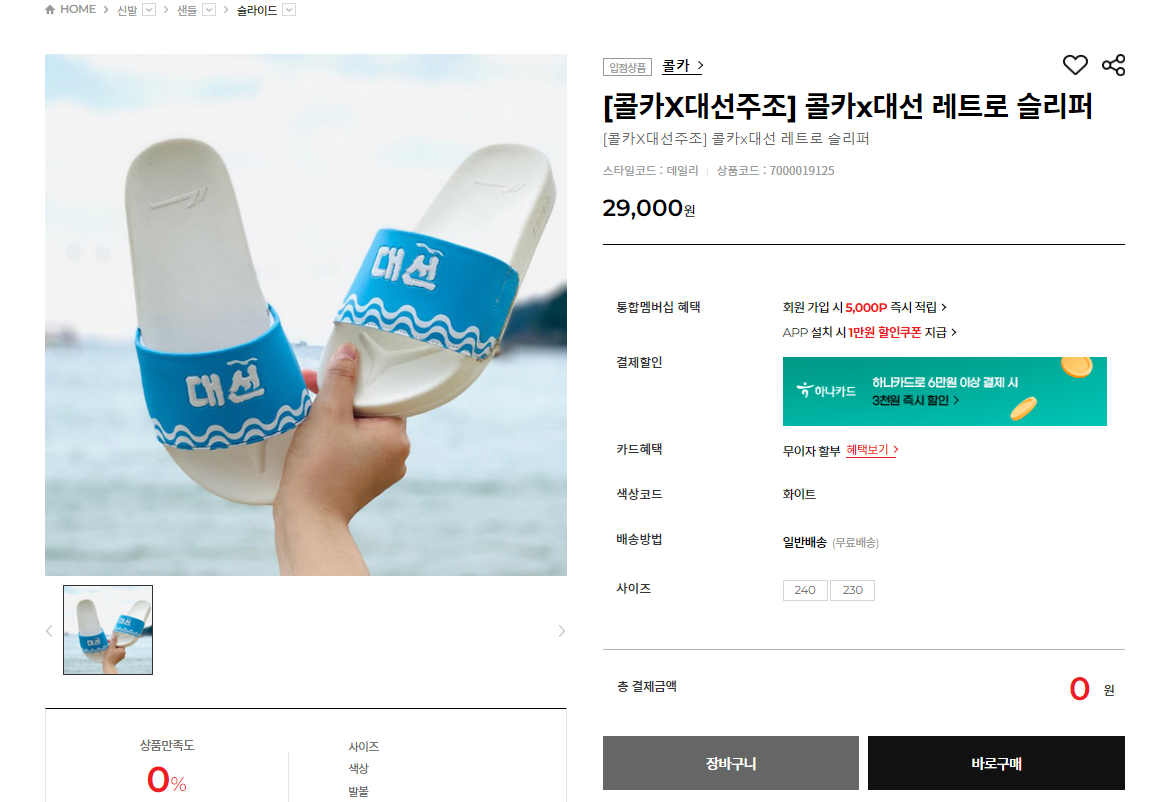 HOME > 신발 > 샌들 > 슬라이드
대선
대선
입점상품 콜카 >
[콜카X대선주조] 콜카x대선 레트로 슬리퍼
[콜카X대선주조] 콜카x대선 레트로 슬리퍼
스타일코드 : 데일리 | 상품코드 : 7000019125
29,000원
통합멤버십 혜택 회원 가입 시 5,000P 즉시 적립 >
APP 설치 시 1만원 할인쿠폰 지급 >
결제할인 하나카드 하나카드로 6만원 이상 결제 시
3천원 즉시 할인 >
카드혜택 무이자 할부 혜택보기 >
색상코드 화이트
배송방법 일반배송 (무료배송)
사이즈 240 230
총 결제금액 0 원
장바구니 바로구매
상품만족도
0%
사이즈
색상
발볼